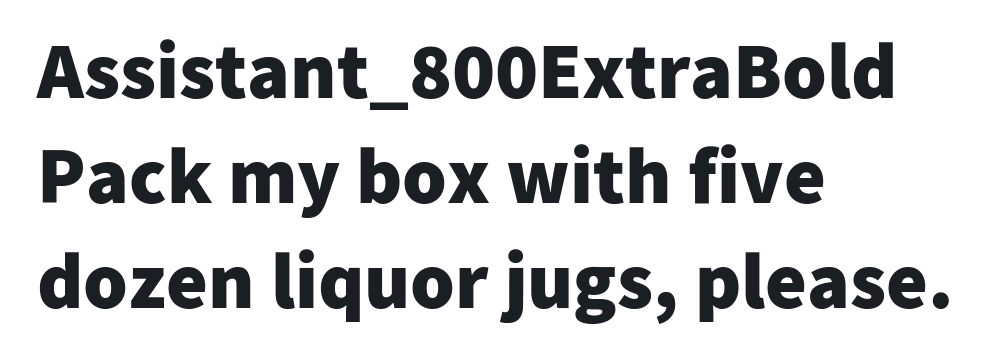 Assistant_800ExtraBold
Pack my box with five
dozen liquor jugs, please.